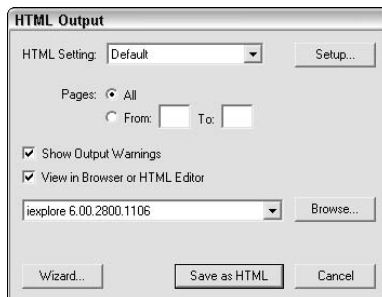 HTML Output
HTML Setting: Default Setup...
Pages: All
From: To:
Show Output Warnings
View in Browser or HTML Editor
iexplore 6.00.2800.1106 Browse...
Wizard... Save as HTML Cancel